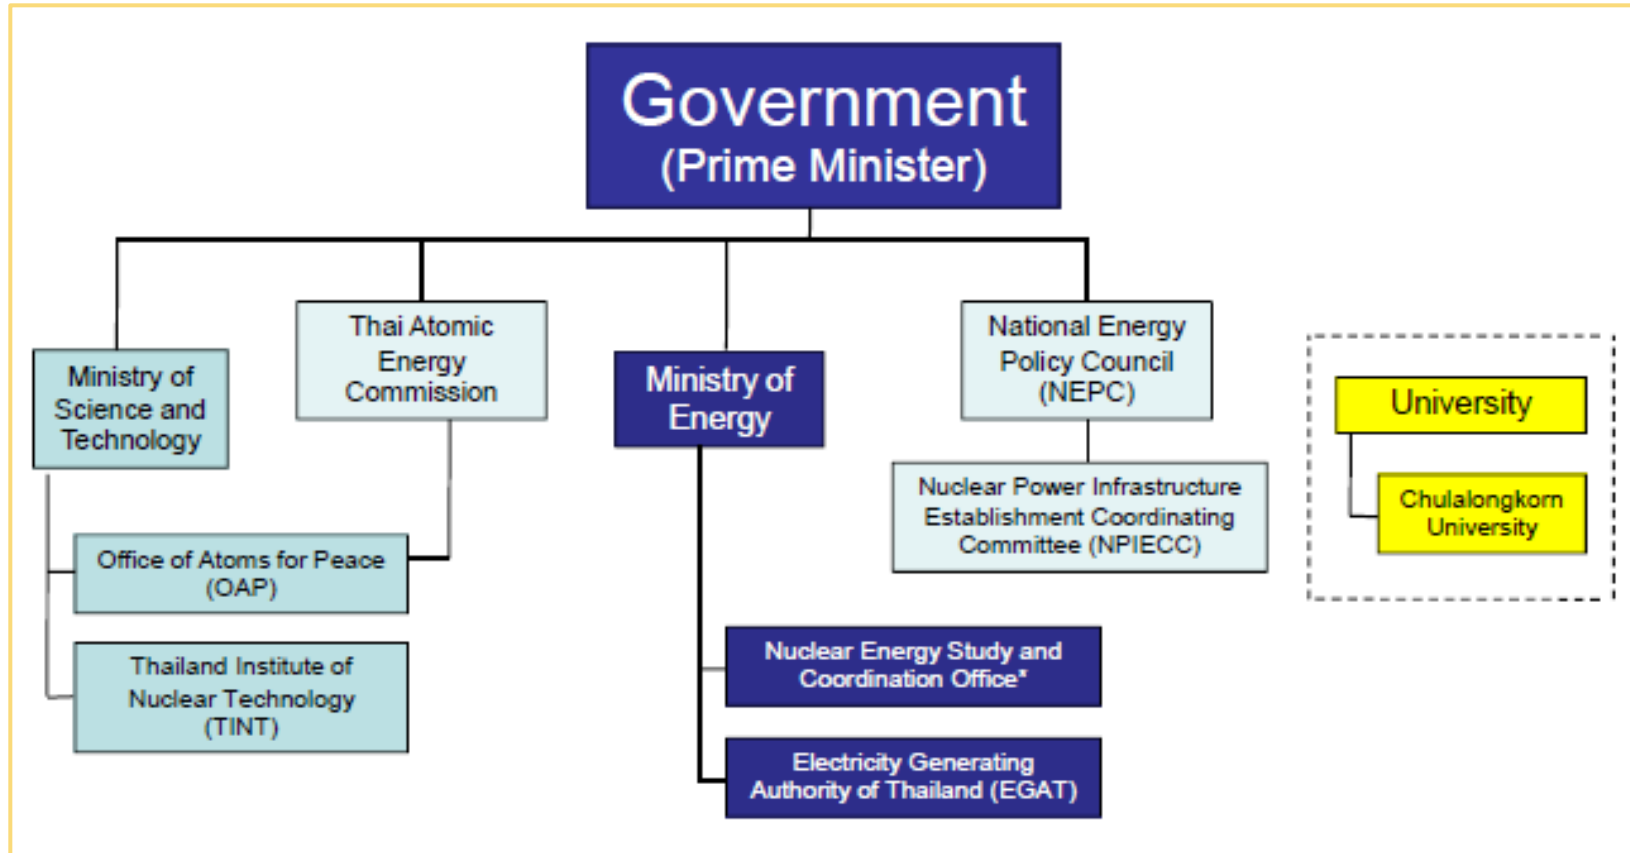 Government
(Prime Minister)
Ministry of
Science and
Technology
Thai Atomic
Energy
Commission
Ministry of
Energy
National Energy
Policy Council
(NEPC)
University
Chulalongkorn
University
Nuclear Power Infrastructure
Establishment Coordinating
Committee (NPIECC)
Office of Atoms for Peace
(OAP)
Thailand Institute of
Nuclear Technology
(TINT)
Nuclear Energy Study and
Coordination Office*
Electricity Generating
Authority of Thailand (EGAT)